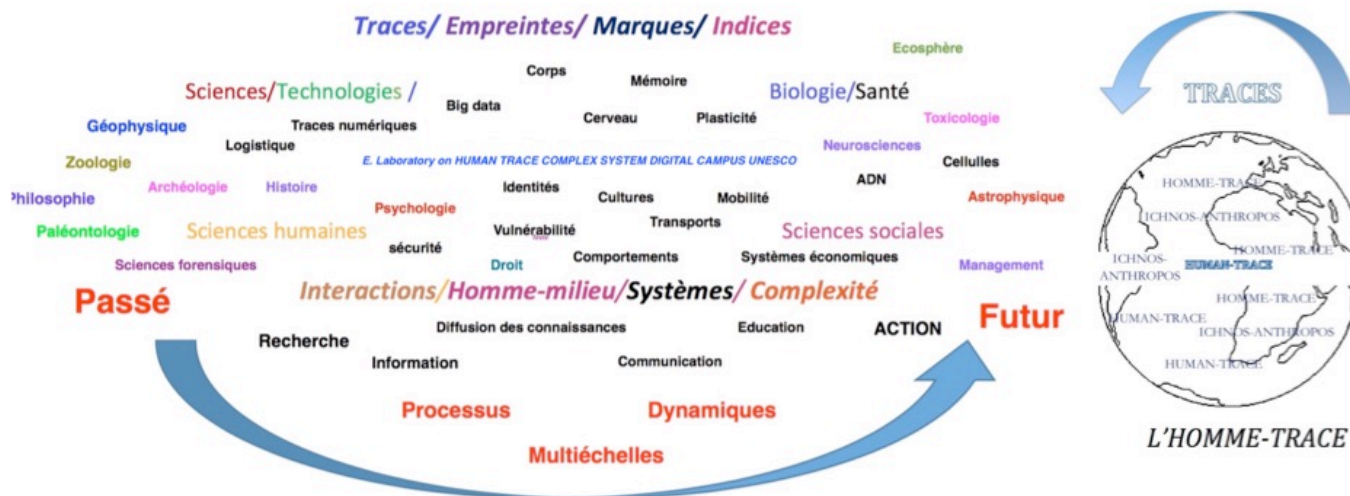 Traces/ Empreintes/ Marques/ Indices
Ecosphère
Corps
Mémoire
Sciences/Technologies /
Biologie/Santé
Big data
Cerveau
Plasticité
Toxicologie
Géophysique
Traces numériques
Logistique
Neurosciences
Zoologie
E. Laboratory on HUMAN TRACE COMPLEX SYSTEM DIGITAL CAMPUS UNESCO
Cellulles
ADN
Philosophie
Archéologie
Histoire
Identités
Cultures
Mobilité
Astrophysique
Psychologie
Transports
Paléontologie
Sciences humaines
Vulnérabilité
Sciences sociales
sécurité
Sciences forensiques
Droit
Comportements
Systèmes économiques
Management
Passé
Interactions/Homme-milieu/Systèmes/ Complexité
Futur
Recherche
Diffusion des connaissances
Education
ACTION
Information
Communication
Processus
Dynamiques
Multiéchelles
TRACES
HOMME-TRACE
ICHNOS-ANTHROPOS
HOMME-TRACE
ICHNOS-
ANTHROPOS
HUMAN-TRACE
HOMME-TRACE
HUMAN-TRACE
ICHNOS-ANTHROPOS
HUMAN-TRACE
L'HOMME-TRACE